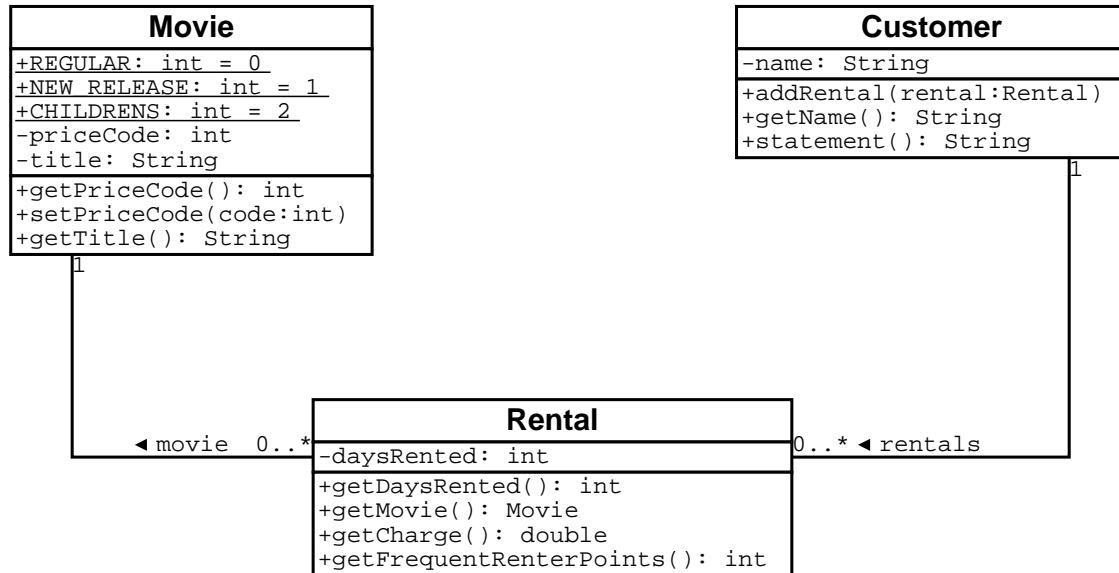 Movie
+REGULAR: int = 0
+NEW RELEASE: int = 1
+CHILDRENS: int = 2
-priceCode: int
-title: String
+getPriceCode(): int
+setPriceCode(code:int)
+getTitle(): String
1
Customer
-name: String
+addRental(rental:Rental)
+getName(): String
+statement(): String
1
◄ movie 0..*
0..* ◄ rentals
Rental
-daysRented: int
+getDaysRented(): int
+getMovie(): Movie
+getCharge(): double
+getFrequentRenterPoints(): int